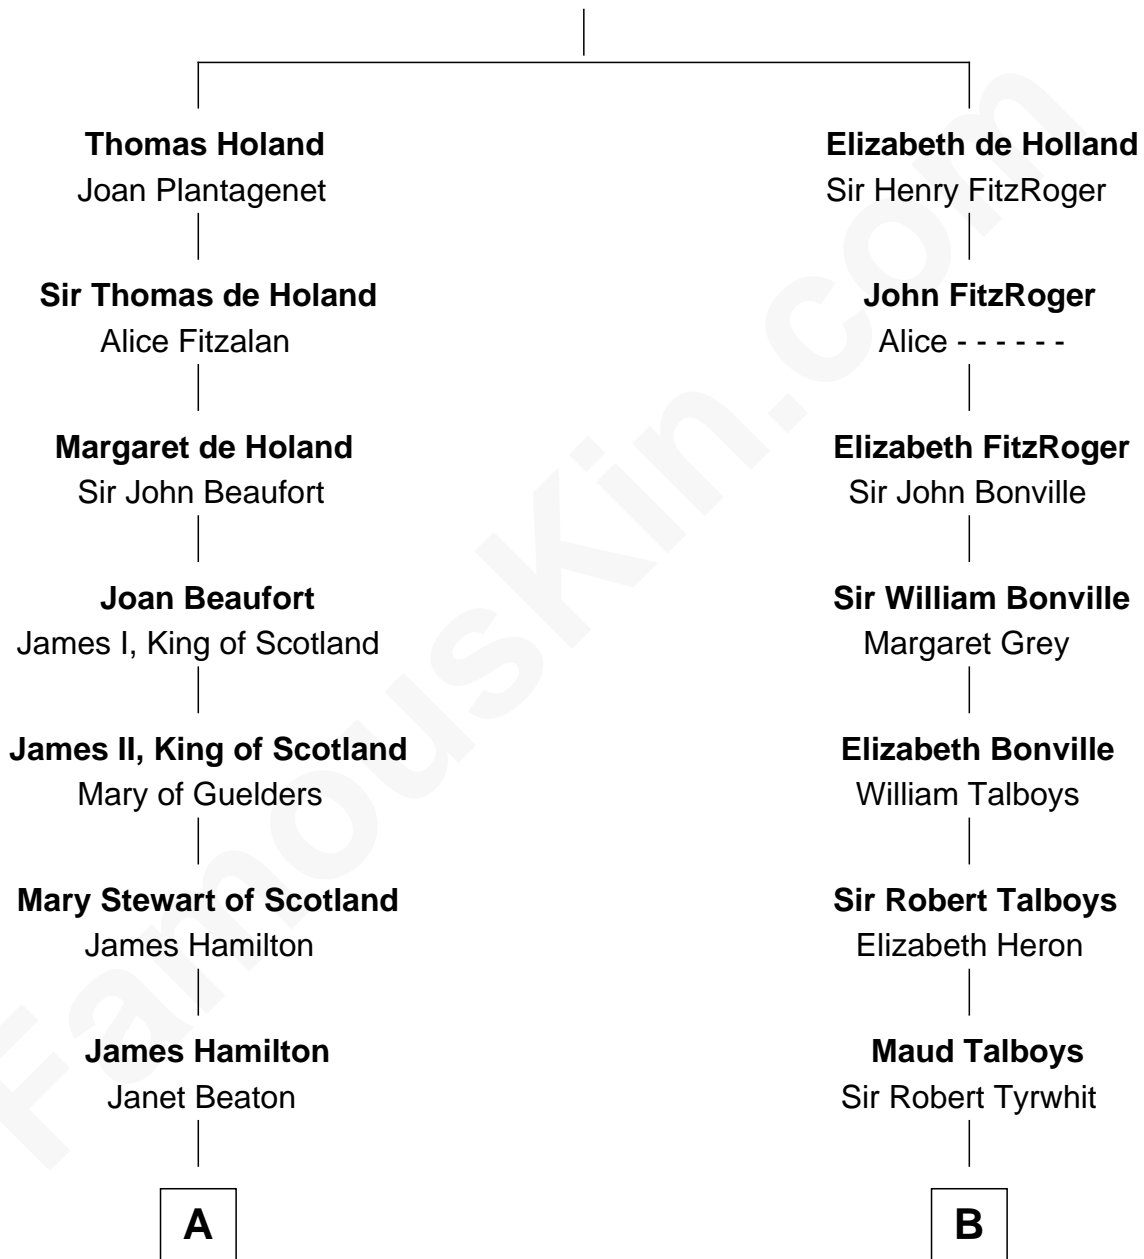 Thomas Holand
Joan Plantagenet
Sir Thomas de Holand
Alice Fitzalan
Margaret de Holand
Sir John Beaufort
Joan Beaufort
James I, King of Scotland
James II, King of Scotland
Mary of Guelders
Mary Stewart of Scotland
James Hamilton
James Hamilton
Janet Beaton
A
Elizabeth de Holland
Sir Henry FitzRoger
John FitzRoger
Alice - - - - - -
Elizabeth FitzRoger
Sir John Bonville
Sir William Bonville
Margaret Grey
Elizabeth Bonville
William Talboys
Sir Robert Talboys
Elizabeth Heron
Maud Talboys
Sir Robert Tyrwhit
B
FamousKin.com